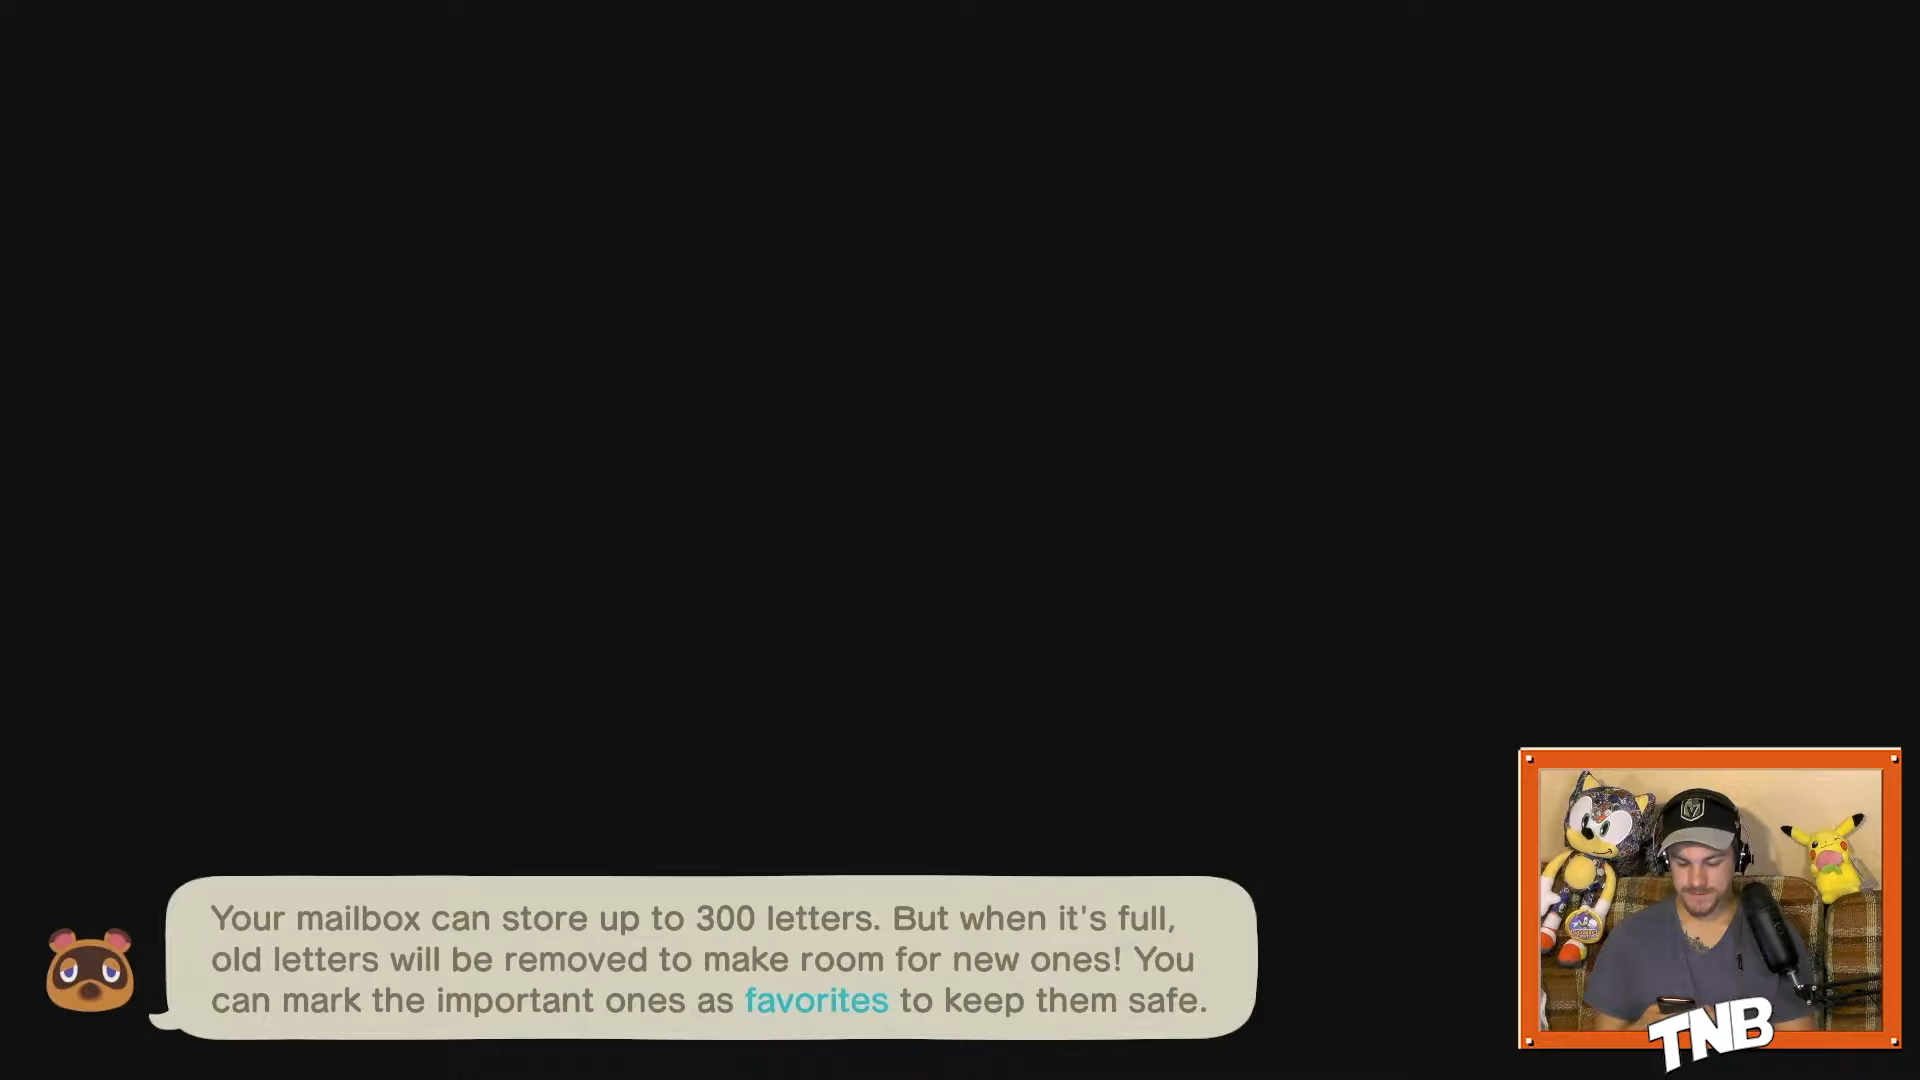 Your mailbox can store up to 300 letters. But when it's full,
old letters will be removed to make room for new ones! You
can mark the important ones as favorites to keep them safe.
TNB